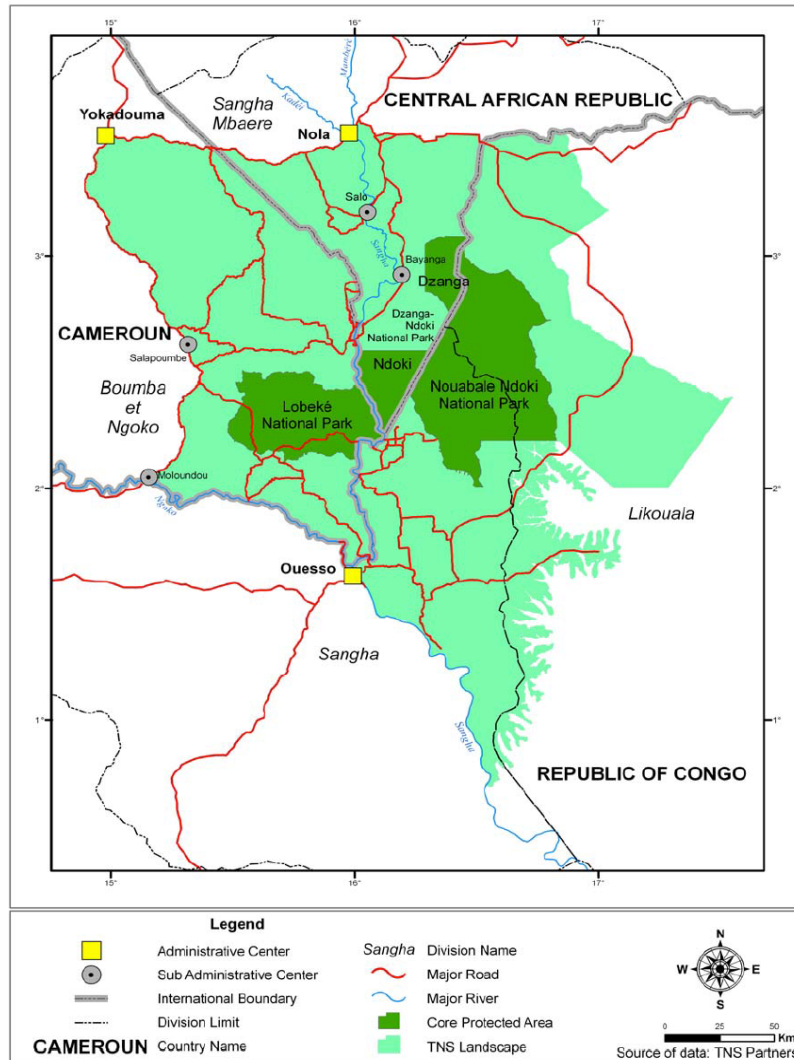 15°
16°
17°
Mambere
Kadéi
Sangha
Mbaere
CENTRAL AFRICAN REPUBLIC
Yokadouma
Nola
Salo
3°
3°
Sangha
Bayanga
Dzanga
Dzanga-
Ndoki
National Park
CAMEROUN
Salapoumbe
Ndoki
Nouabale Ndoki
National Park
Boumba
et
Ngoko
Lobeké
National Park
Moloundou
Ngoko
2°
2°
Likouala
Ouesso
Sangha
1°
1°
Sangha
REPUBLIC OF CONGO
15°
16°
17°
Legend
Administrative Center
Sub Administrative Center
International Boundary
Division Limit
CAMEROUN Country Name
Sangha Division Name
Major Road
Major River
Core Protected Area
TNS Landscape
N
W E
S
0 25 50
Km
Source of data: TNS Partners